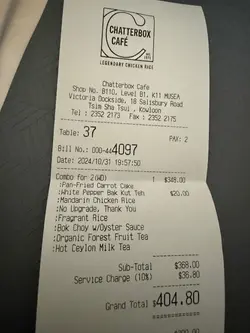 CHATTERBOX
CAFÉ
LEGENDARY CHICKEN RICE
Chatterbox Cafe
Shop No. B110, Level B1, K11 MUSEA
Victoria Dockside, 18 Salisbury Road
Tsim Sha Tsui , Kowloon
Tel : 2352 2173 Fax : 2352 2175
Table: 37
PAX: 2
Bill No.: 000-444097
Date: 2024/10/31 19:57:50
Combo for 2(WD) 1 $348.00
:Pan-Fried Carrot Cake
:White Pepper Bak Kut Teh $20.00
:Mandarin Chicken Rice
:No Upgrade, Thank You
:Fragrant Rice
:Bok Choy w/Oyster Sauce
:Organic Forest Fruit Tea
:Hot Ceylon Milk Tea
Sub-Total $368.00
Service Charge (10%) $36.80
Grand Total $404.80